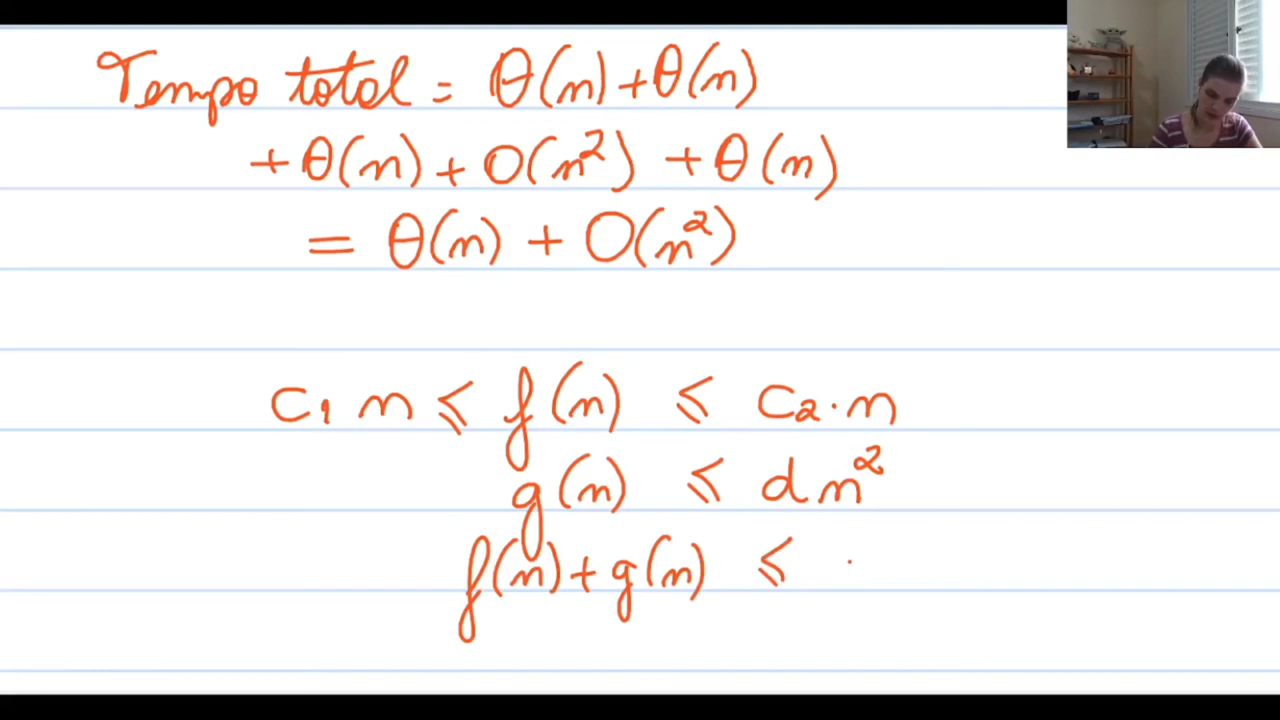 Tempo total = θ(n) + θ(n)
+ θ(n) + O(n²) + θ(n)
= θ(n) + O(n²)
c₁ n ≤ f(n) ≤ c₂ · n
g(n) ≤ d n²
f(n) + g(n) ≤ ·